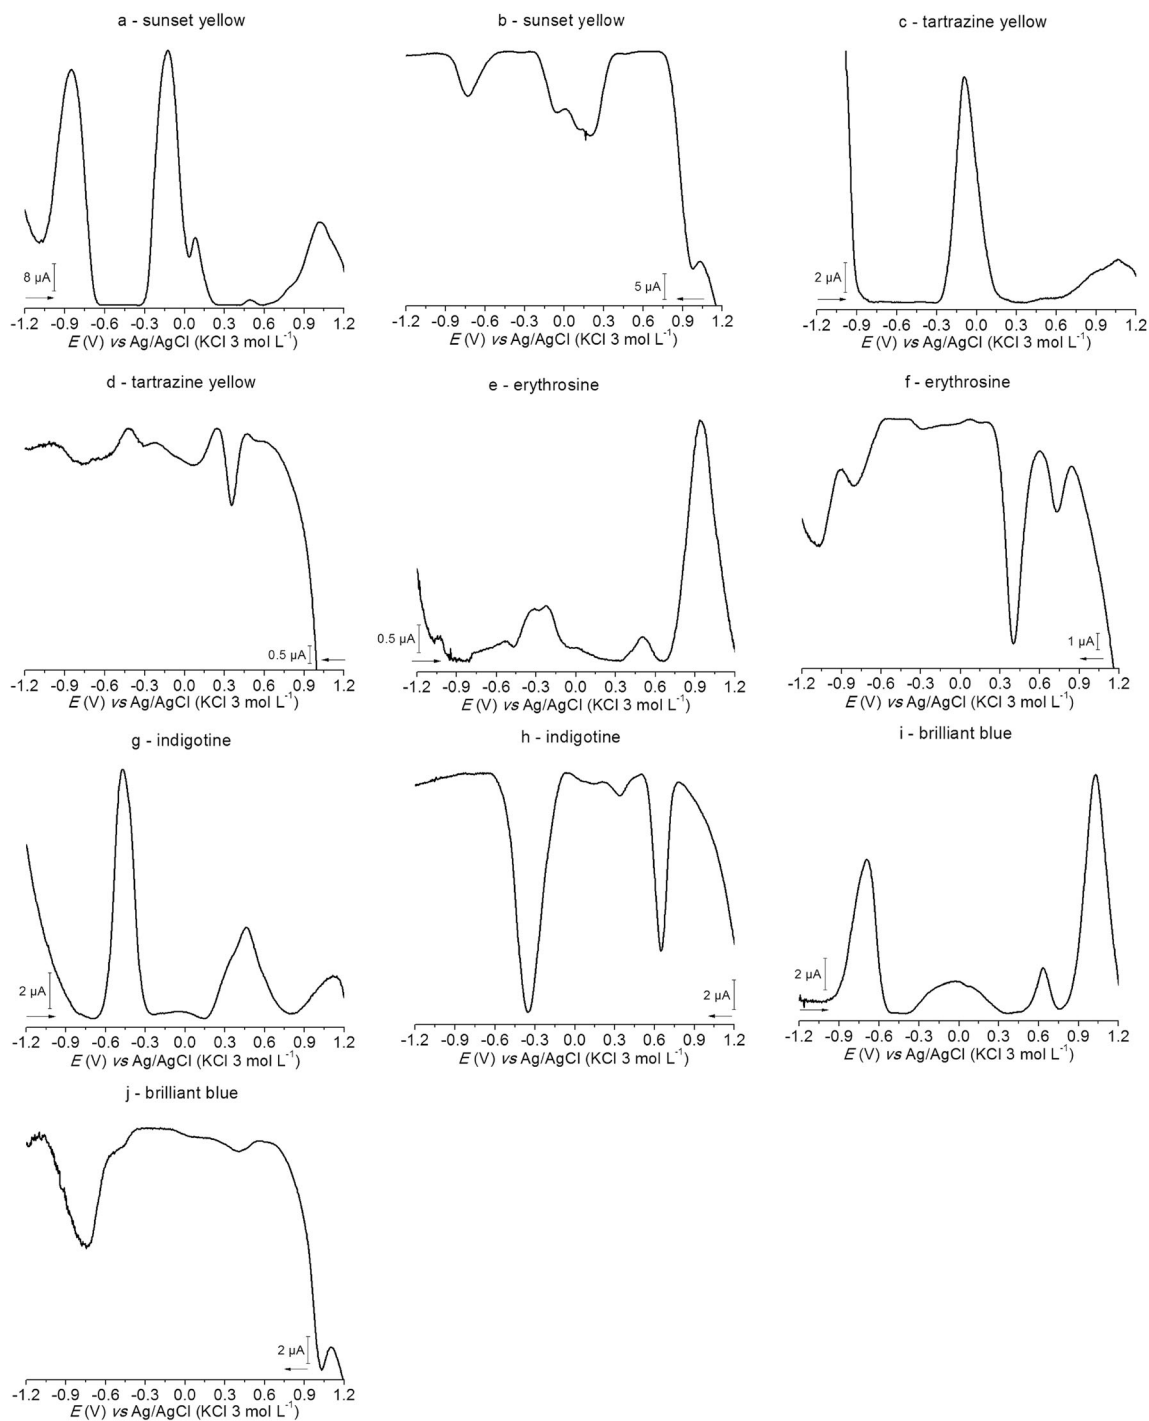 a - sunset yellow
b - sunset yellow
c - tartrazine yellow
8 µA
5 µA
2 µA
-1.2 -0.9 -0.6 -0.3 0.0 0.3 0.6 0.9 1.2
-1.2 -0.9 -0.6 -0.3 0.0 0.3 0.6 0.9 1.2
-1.2 -0.9 -0.6 -0.3 0.0 0.3 0.6 0.9 1.2
E (V) vs Ag/AgCl (KCl 3 mol L⁻¹)
E (V) vs Ag/AgCl (KCl 3 mol L⁻¹)
E (V) vs Ag/AgCl (KCl 3 mol L⁻¹)
d - tartrazine yellow
e - erythrosine
f - erythrosine
0.5 µA
0.5 µA
1 µA
-1.2 -0.9 -0.6 -0.3 0.0 0.3 0.6 0.9 1.2
-1.2 -0.9 -0.6 -0.3 0.0 0.3 0.6 0.9 1.2
-1.2 -0.9 -0.6 -0.3 0.0 0.3 0.6 0.9 1.2
E (V) vs Ag/AgCl (KCl 3 mol L⁻¹)
E (V) vs Ag/AgCl (KCl 3 mol L⁻¹)
E (V) vs Ag/AgCl (KCl 3 mol L⁻¹)
g - indigotine
h - indigotine
i - brilliant blue
2 µA
2 µA
2 µA
-1.2 -0.9 -0.6 -0.3 0.0 0.3 0.6 0.9 1.2
-1.2 -0.9 -0.6 -0.3 0.0 0.3 0.6 0.9 1.2
-1.2 -0.9 -0.6 -0.3 0.0 0.3 0.6 0.9 1.2
E (V) vs Ag/AgCl (KCl 3 mol L⁻¹)
E (V) vs Ag/AgCl (KCl 3 mol L⁻¹)
E (V) vs Ag/AgCl (KCl 3 mol L⁻¹)
j - brilliant blue
2 µA
-1.2 -0.9 -0.6 -0.3 0.0 0.3 0.6 0.9 1.2
E (V) vs Ag/AgCl (KCl 3 mol L⁻¹)